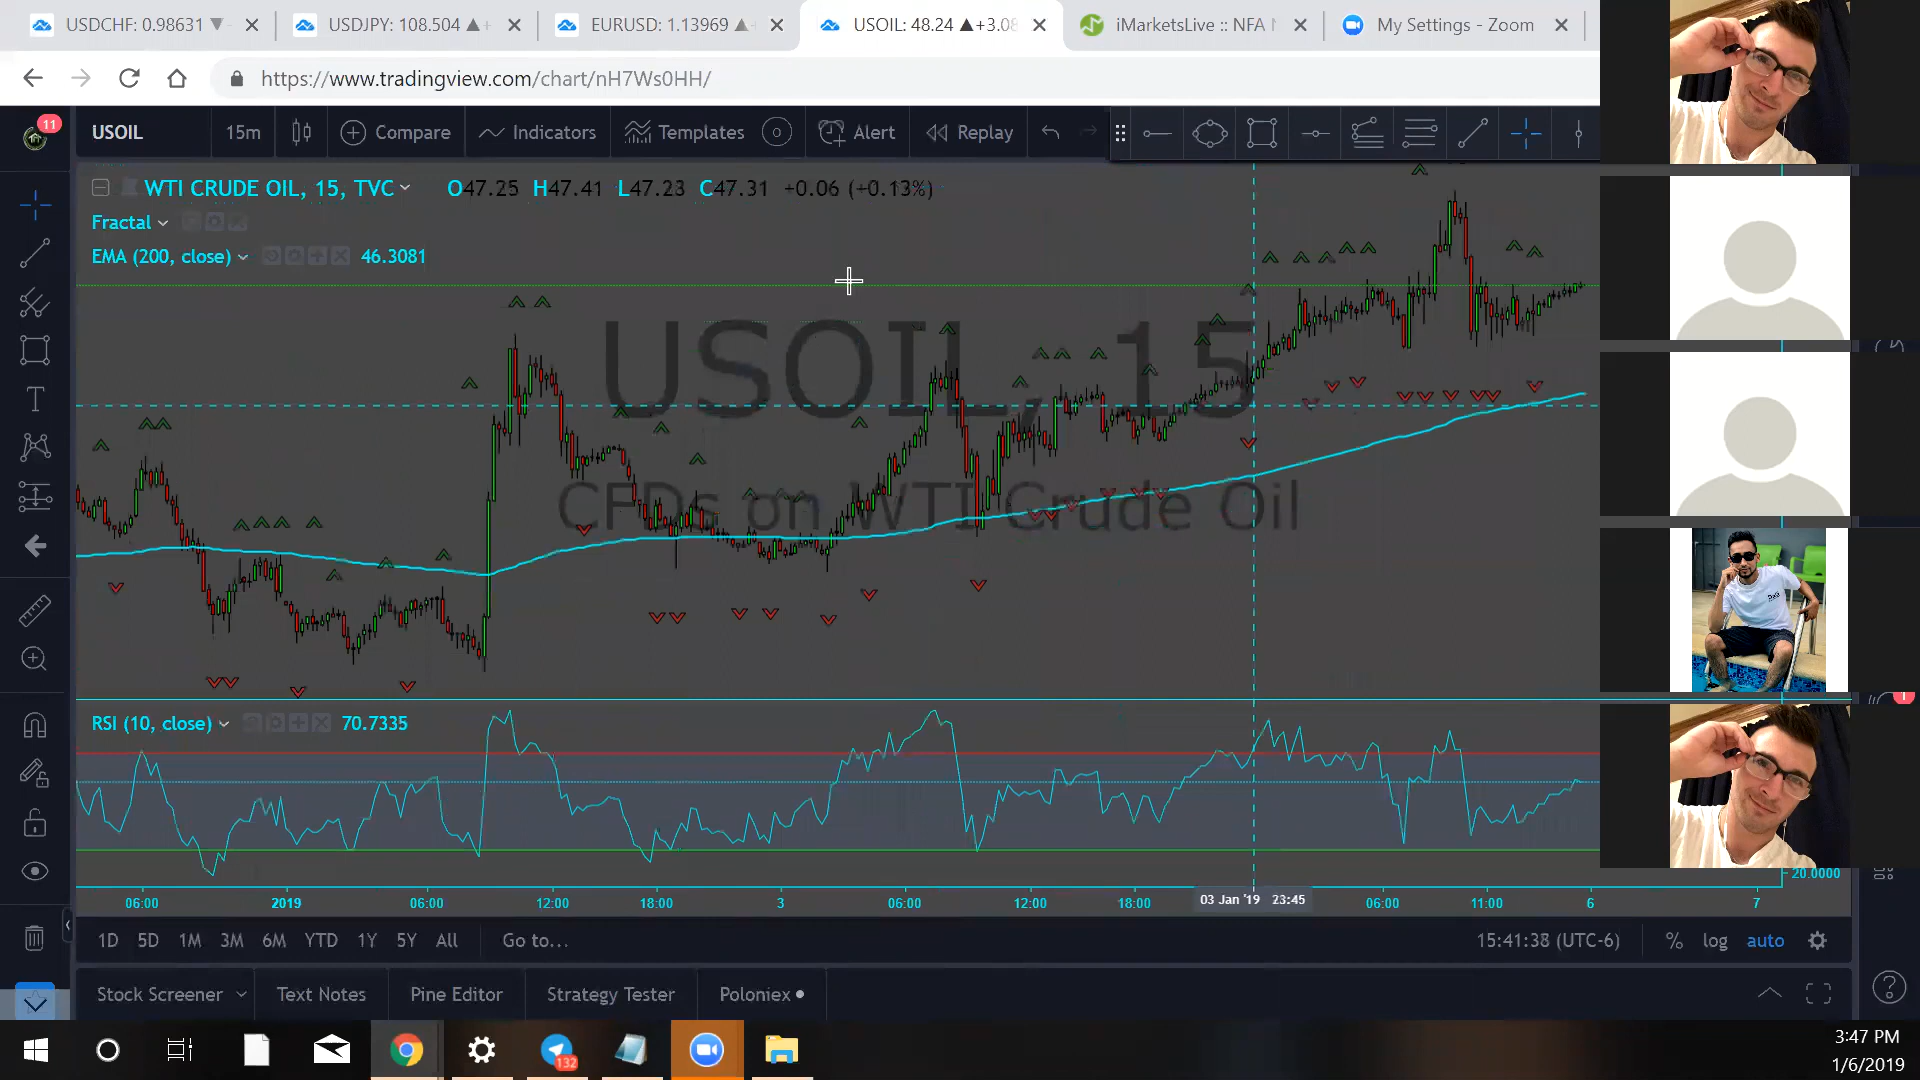 USDCHF: 0.98631 ▼ -
USDJPY: 108.504 ▲ +
EURUSD: 1.13969 ▲
USOIL: 48.24 ▲ +3.08
iMarketsLive :: NFA
My Settings - Zoom
https://www.tradingview.com/chart/nH7Ws0HH/
11
USOIL
15m
Compare
Indicators
Templates
Alert
Replay
WTI CRUDE OIL, 15, TVC
O47.25 H47.41 L47.23 C47.31 +0.06 (+0.13%)
Fractal
EMA (200, close) 46.3081
USOIL, 15
CFDs on WTI Crude Oil
RSI (10, close) 70.7335
1
20.0000
06:00 2019 06:00 12:00 18:00 3 06:00 12:00 18:00 03 Jan '19 23:45 06:00 11:00 6 7
1D 5D 1M 3M 6M YTD 1Y 5Y All Go to...
15:41:38 (UTC-6) % log auto
Stock Screener Text Notes Pine Editor Strategy Tester Poloniex
?
132
3:47 PM
1/6/2019